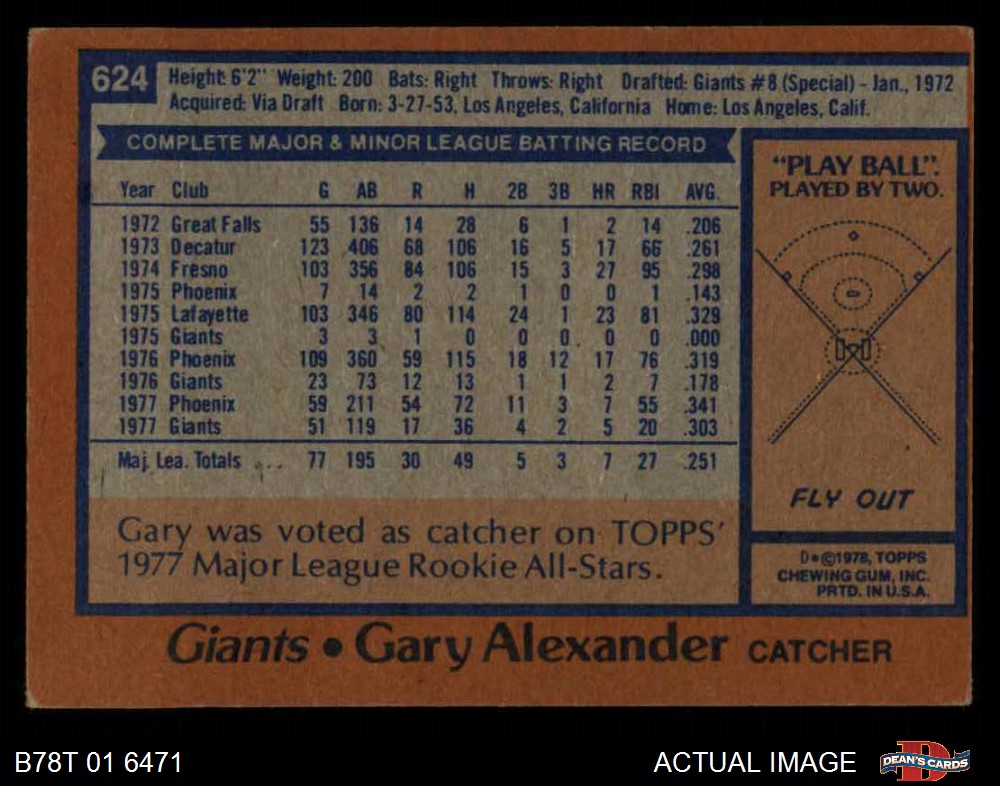 624
Height: 6'2" Weight: 200 Bats: Right Throws: Right Drafted: Giants #8 (Special) - Jan., 1972
Acquired: Via Draft Born: 3-27-53, Los Angeles, California Home: Los Angeles, Calif.
COMPLETE MAJOR & MINOR LEAGUE BATTING RECORD
Year Club G AB R H 2B 3B HR RBI AVG.
1972 Great Falls 55 136 14 28 6 1 2 14 .206
1973 Decatur 123 406 68 106 16 5 17 66 .261
1974 Fresno 103 356 84 106 15 3 27 95 .298
1975 Phoenix 7 14 2 2 1 0 0 1 .143
1975 Lafayette 103 346 80 114 24 1 23 81 .329
1975 Giants 3 3 1 0 0 0 0 0 .000
1976 Phoenix 109 360 59 115 18 12 17 76 .319
1976 Giants 23 73 12 13 1 1 2 7 .178
1977 Phoenix 59 211 54 72 11 3 7 55 .341
1977 Giants 51 119 17 36 4 2 5 20 .303
Maj. Lea. Totals .... 77 195 30 49 5 3 7 27 .251
Gary was voted as catcher on TOPPS'
1977 Major League Rookie All-Stars.
"PLAY BALL".
PLAYED BY TWO.
FLY OUT
D*©1978, TOPPS
CHEWING GUM, INC.
PRTD. IN U.S.A.
Giants • Gary Alexander CATCHER
B78T 01 6471
ACTUAL IMAGE
D
DEAN'S CARDS